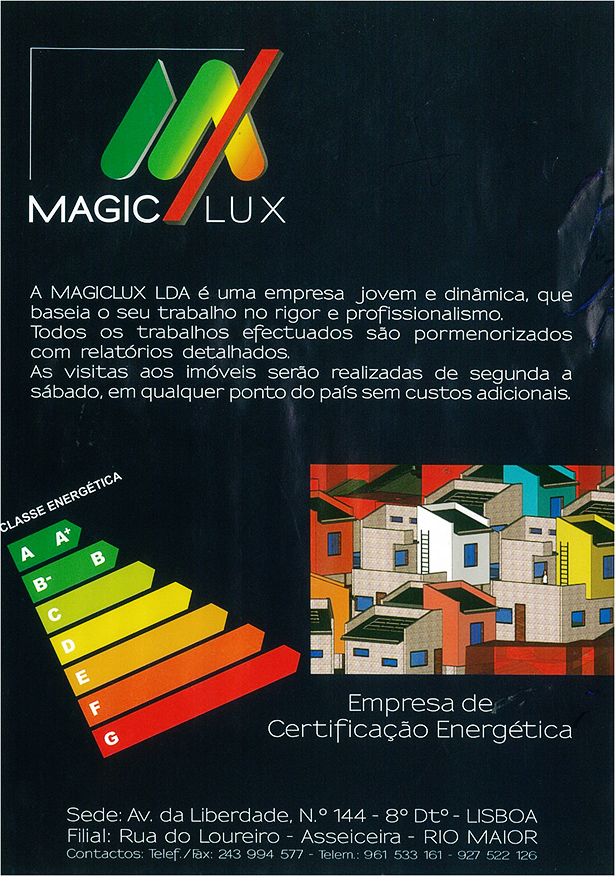 MAGIC LUX
A MAGICLUX LDA é uma empresa jovem e dinâmica, que
baseia o seu trabalho no rigor e profissionalismo.
Todos os trabalhos efectuados são pormenorizados
com relatórios detalhados.
As visitas aos imóveis serão realizadas de segunda a
sábado, em qualquer ponto do país sem custos adicionais.
CLASSE ENERGÉTICA
A A+
B- B
C
D
E
F
G
Empresa de
Certificação Energética
Sede: Av. da Liberdade, N.º 144 - 8º Dtº - LISBOA
Filial: Rua do Loureiro - Asseiceira - RIO MAIOR
Contactos: Telef./Fax: 243 994 577 - Telem.: 961 533 161 - 927 522 126